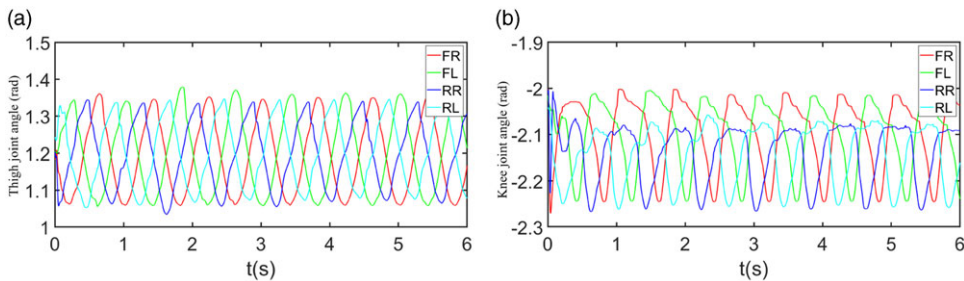 (a)
1.5
1.4
1.3
1.2
1.1
1
Thigh joint angle (rad)
0 1 2 3 4 5 6
t(s)
FR
FL
RR
RL
(b)
-1.9
-2
-2.1
-2.2
-2.3
Knee joint angle (rad)
0 1 2 3 4 5 6
t(s)
FR
FL
RR
RL